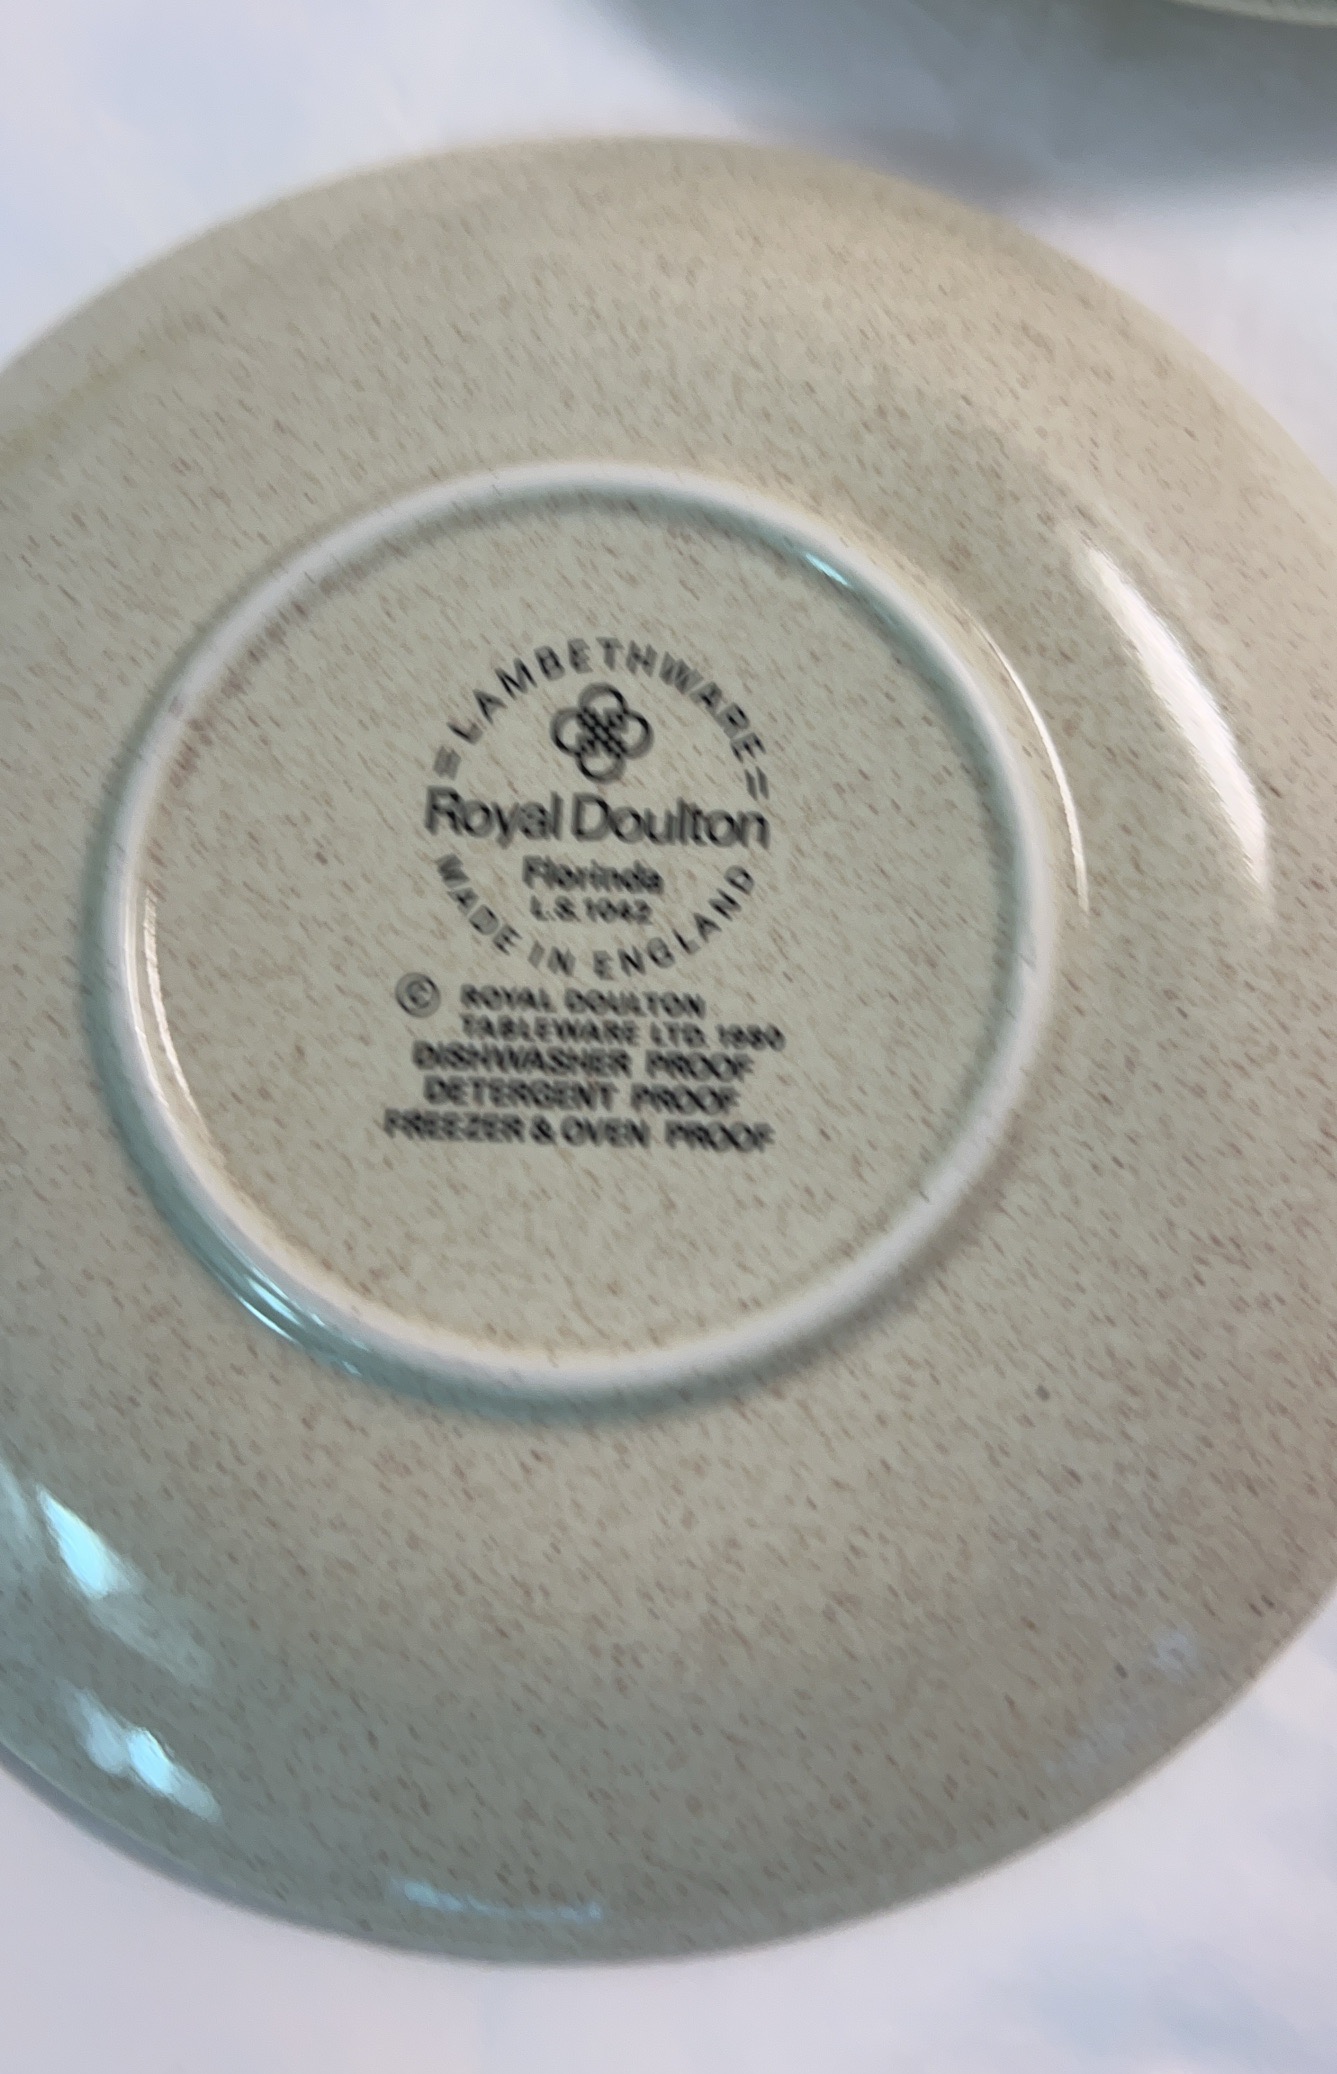 =LAMBETHWARE=
Royal Doulton
Florinda
L.S.1042
MADE IN ENGLAND
© ROYAL DOULTON
TABLEWARE LTD. 1980
DISHWASHER PROOF
DETERGENT PROOF
FREEZER & OVEN PROOF